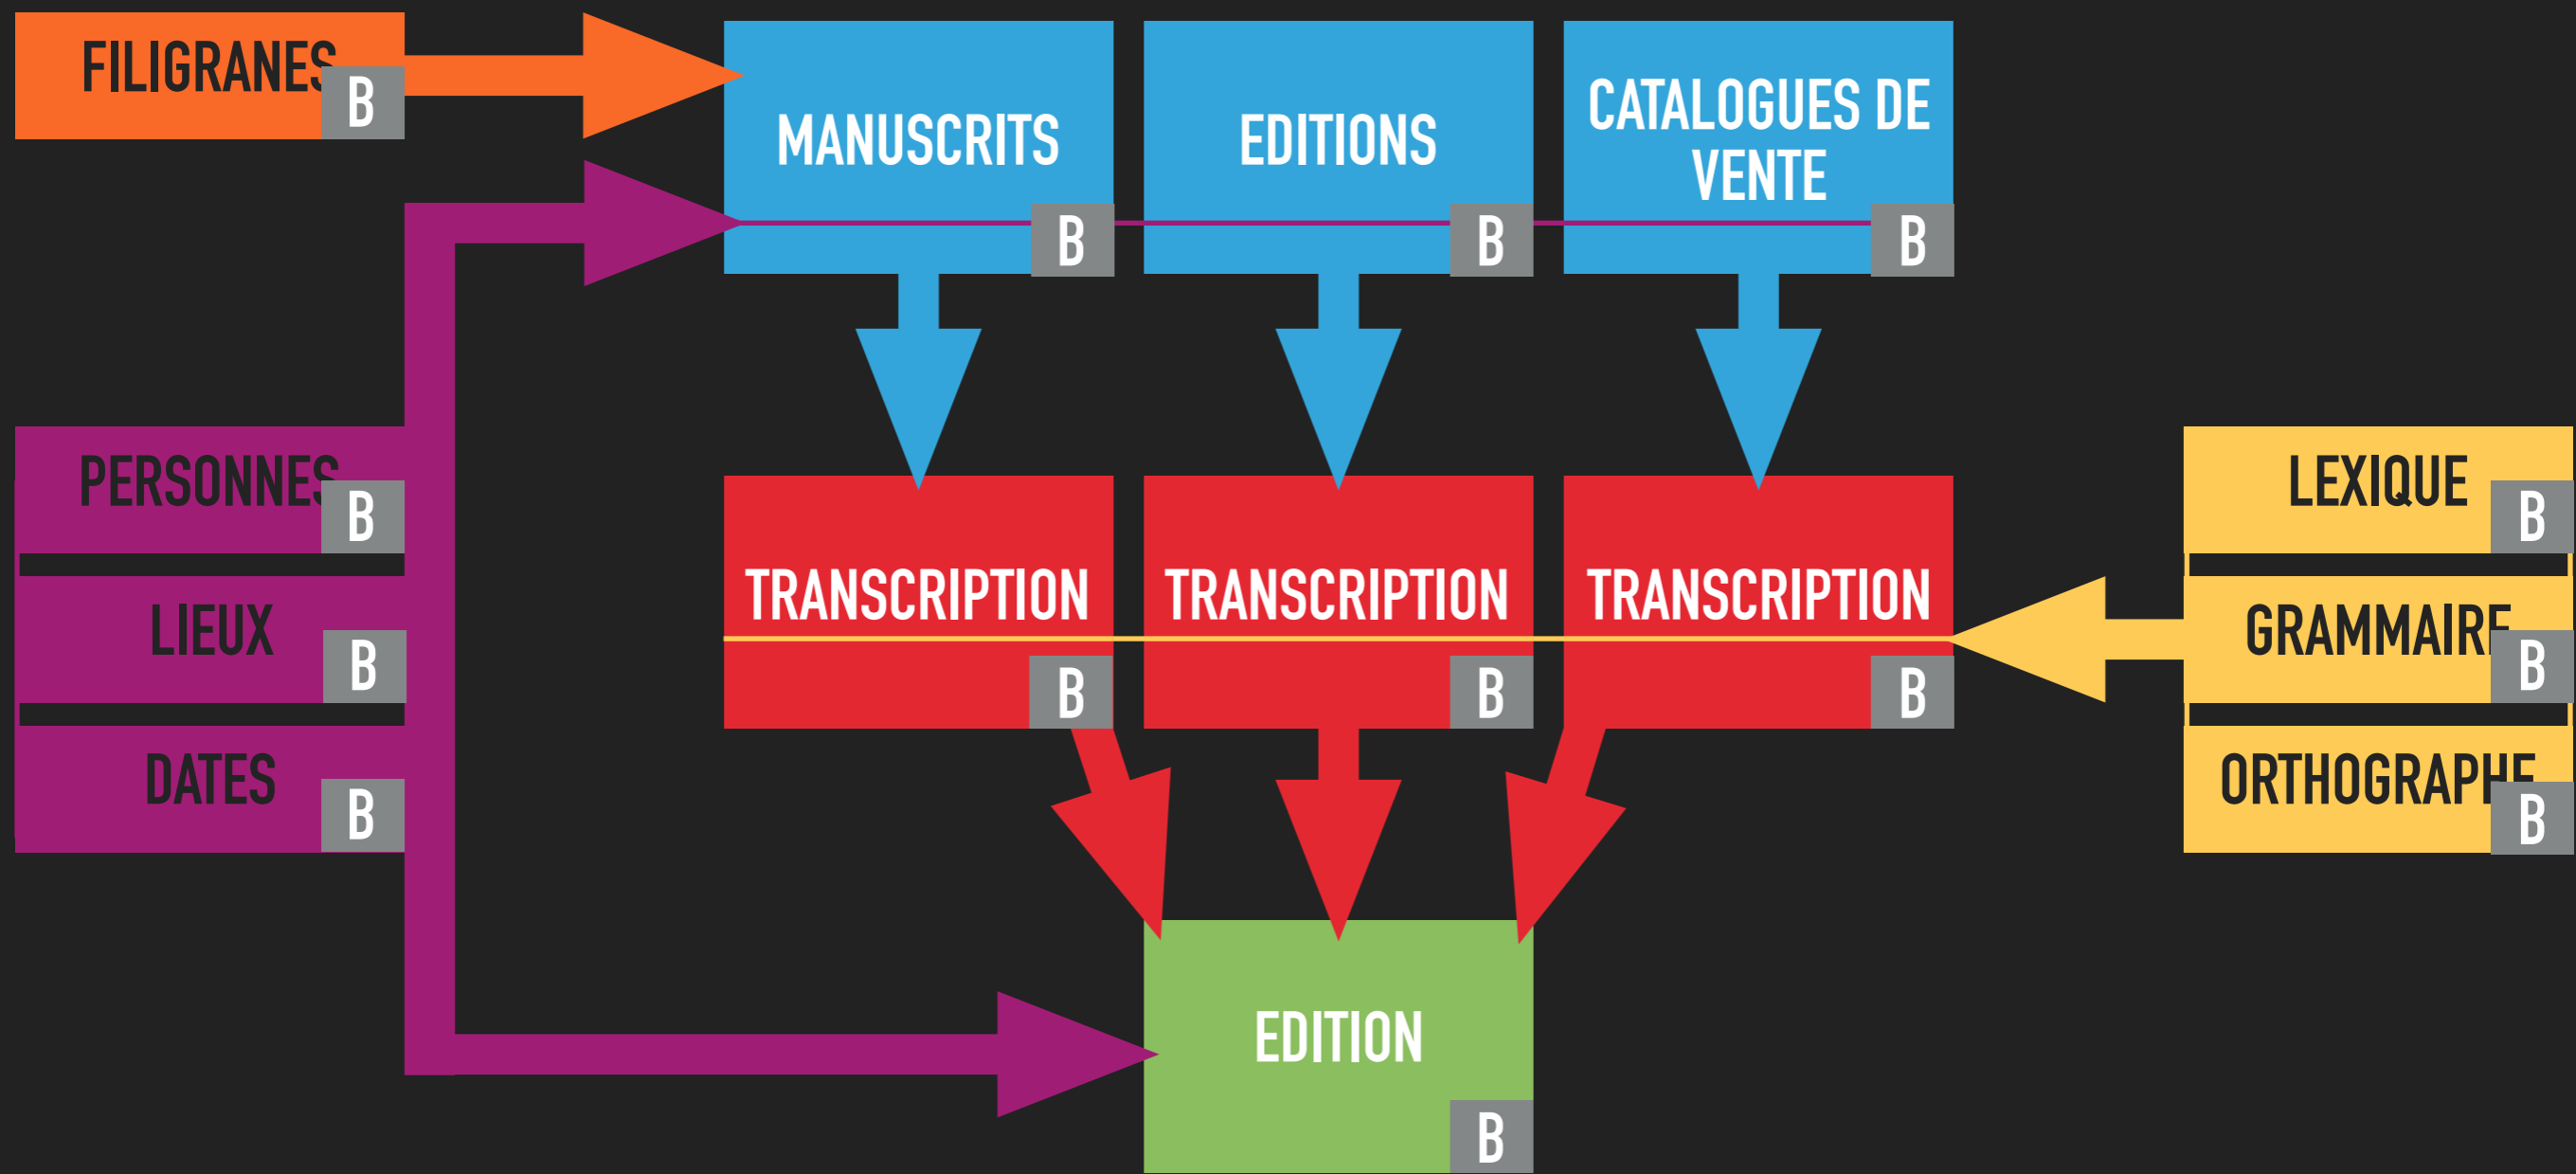 FILIGRANES
B
MANUSCRITS
B
EDITIONS
B
CATALOGUES DE
VENTE
B
PERSONNES
B
LIEUX
B
DATES
B
TRANSCRIPTION
B
TRANSCRIPTION
B
TRANSCRIPTION
B
LEXIQUE
B
GRAMMAIRE
B
ORTHOGRAPHE
B
EDITION
B